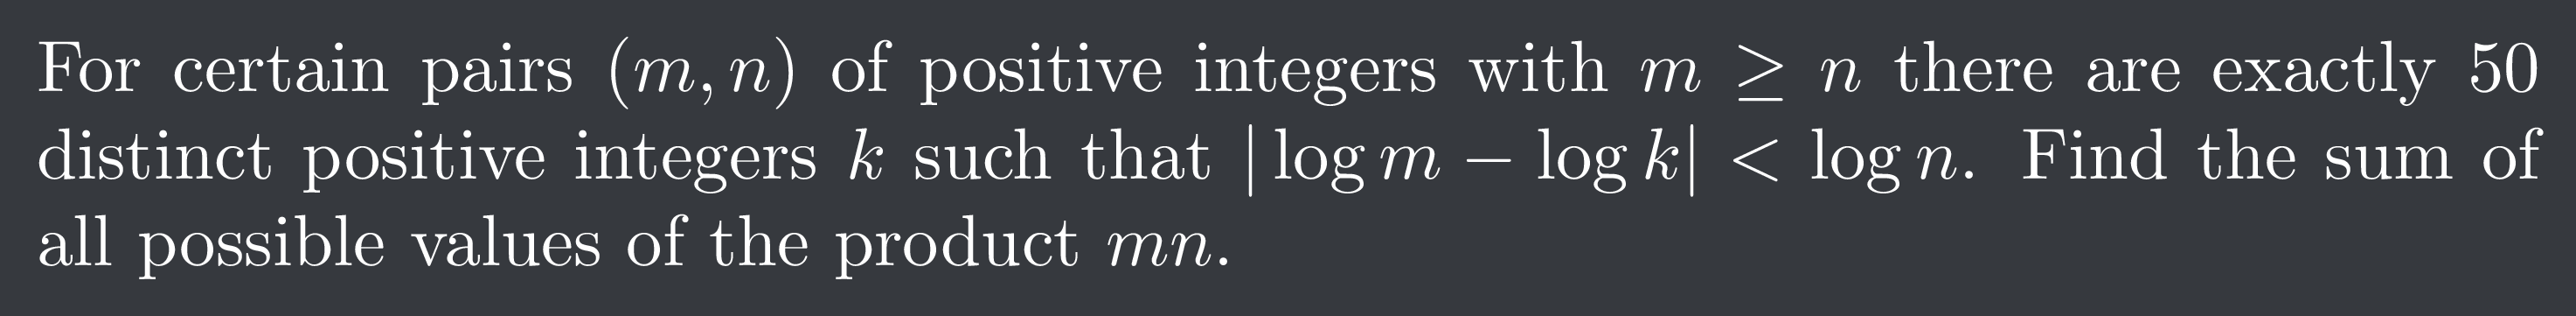 For certain pairs (m, n) of positive integers with m ≥ n there are exactly 50
distinct positive integers k such that | log m − log k| < log n. Find the sum of
all possible values of the product mn.